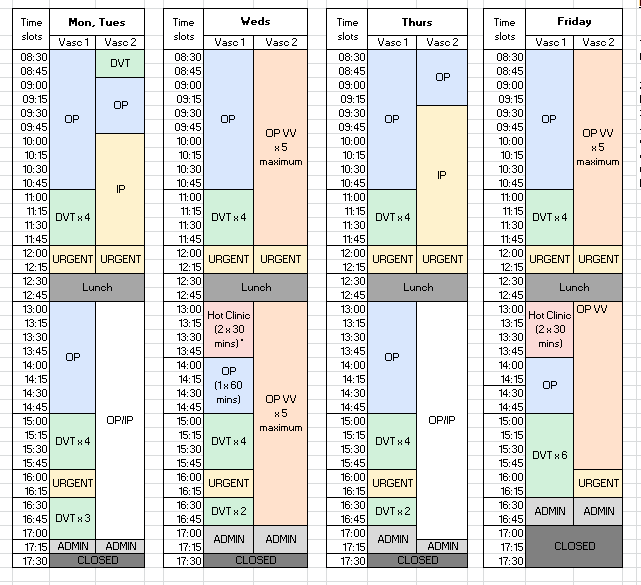 Time slots Mon, Tues
Vasc 1 Vasc 2
08:30 DVT
08:45
09:00 OP
09:15 OP
09:30
09:45
10:00 IP
10:15
10:30
10:45
11:00 DVT x 4
11:15
11:30
11:45
12:00 URGENT URGENT
12:15
12:30 Lunch
12:45
13:00 OP
13:15
13:30
13:45
14:00
14:15
14:30
14:45
15:00 OP/IP
15:15 DVT x 4
15:30
15:45
16:00 URGENT
16:15
16:30 DVT x 3
16:45
17:00
17:15 ADMIN ADMIN
17:30 CLOSED
Time slots Weds
Vasc 1 Vasc 2
08:30
08:45
09:00
09:15 OP
09:30
09:45 OP VV
10:00 x 5
10:15 maximum
10:30
10:45
11:00 DVT x 4
11:15
11:30
11:45
12:00 URGENT URGENT
12:15
12:30 Lunch
12:45
13:00 Hot Clinic
13:15 (2 x 30
13:30 mins)*
13:45
14:00 OP
14:15 (1 x 60
14:30 mins)
14:45 OP VV
15:00 x 5
15:15 DVT x 4 maximum
15:30
15:45
16:00 URGENT
16:15
16:30 DVT x 2
16:45
17:00 ADMIN ADMIN
17:15
17:30 CLOSED
Time slots Thurs
Vasc 1 Vasc 2
08:30 OP
08:45
09:00
09:15 OP
09:30
09:45
10:00 IP
10:15
10:30
10:45
11:00 DVT x 4
11:15
11:30
11:45
12:00 URGENT URGENT
12:15
12:30 Lunch
12:45
13:00 OP
13:15
13:30
13:45
14:00
14:15
14:30
14:45
15:00 OP/IP
15:15 DVT x 4
15:30
15:45
16:00 URGENT
16:15
16:30 DVT x 2
16:45
17:00 ADMIN
17:15 ADMIN
17:30 CLOSED
Time slots Friday
Vasc 1 Vasc 2
08:30
08:45
09:00
09:15 OP
09:30
09:45 OP VV
10:00 x 5
10:15 maximum
10:30
10:45
11:00 DVT x 4
11:15
11:30
11:45
12:00 URGENT URGENT
12:15
12:30 Lunch
12:45
13:00 Hot Clinic OP VV
13:15 (2 x 30
13:30 mins)
13:45
14:00 OP
14:15
14:30
14:45
15:00 DVT x 6
15:15
15:30
15:45
16:00 URGENT
16:15
16:30 ADMIN ADMIN
16:45
17:00 CLOSED
17:15
17:30